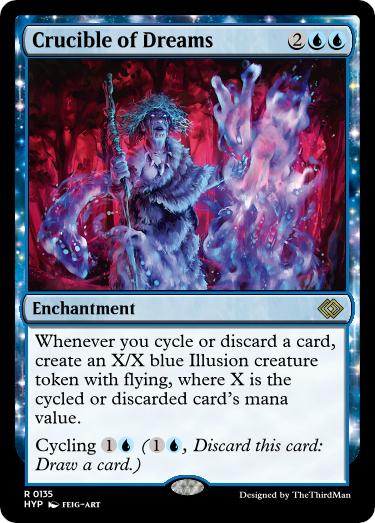 Crucible of Dreams 2
Enchantment
Whenever you cycle or discard a card,
create an X/X blue Illusion creature
token with flying, where X is the
cycled or discarded card's mana
value.
Cycling 1 (1, Discard this card:
Draw a card.)
R 0135
HYP FEIG-ART
Designed by TheThirdMan